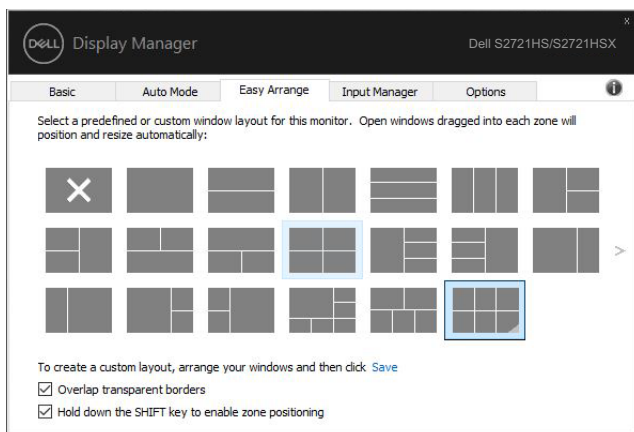 x
DELL Display Manager Dell S2721HS/S2721HSX
Basic Auto Mode Easy Arrange Input Manager Options i
Select a predefined or custom window layout for this monitor. Open windows dragged into each zone will
position and resize automatically:
>
To create a custom layout, arrange your windows and then click Save
Overlap transparent borders
Hold down the SHIFT key to enable zone positioning